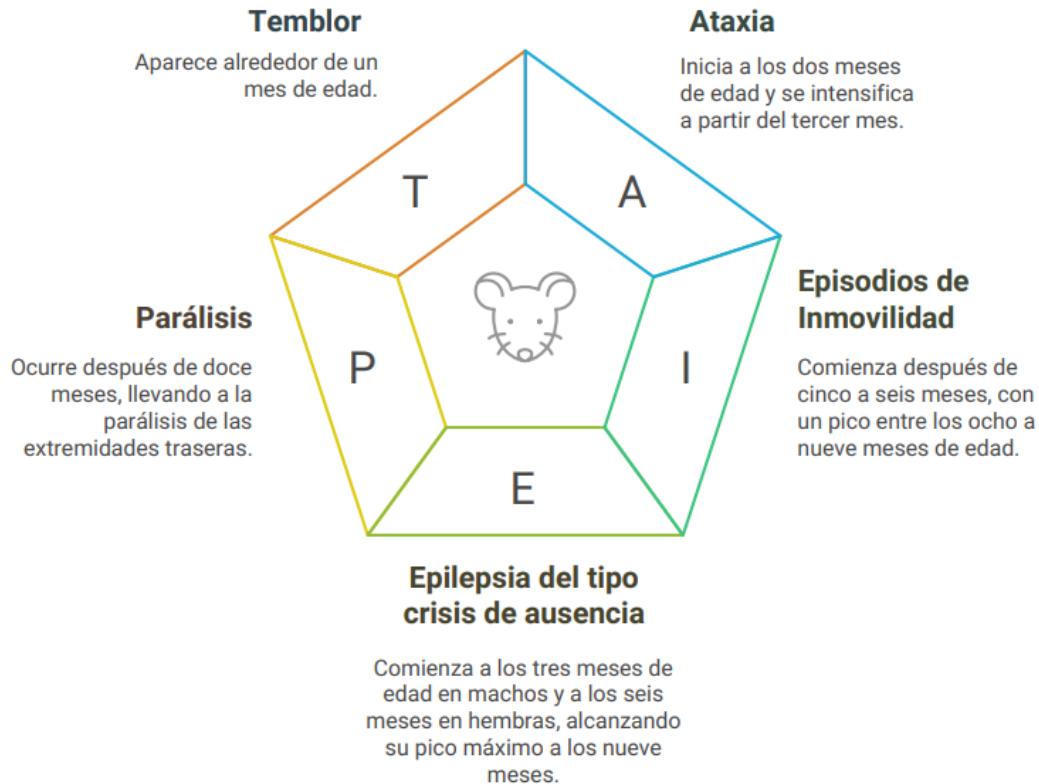 Temblor
Aparece alrededor de un
mes de edad.
Ataxia
Inicia a los dos meses
de edad y se intensifica
a partir del tercer mes.
T
A
Parálisis
Ocurre después de doce
meses, llevando a la
parálisis de las
extremidades traseras.
P
I
Episodios de
Inmovilidad
Comienza después de
cinco a seis meses, con
un pico entre los ocho a
nueve meses de edad.
E
Epilepsia del tipo
crisis de ausencia
Comienza a los tres meses de
edad en machos y a los seis
meses en hembras, alcanzando
su pico máximo a los nueve
meses.